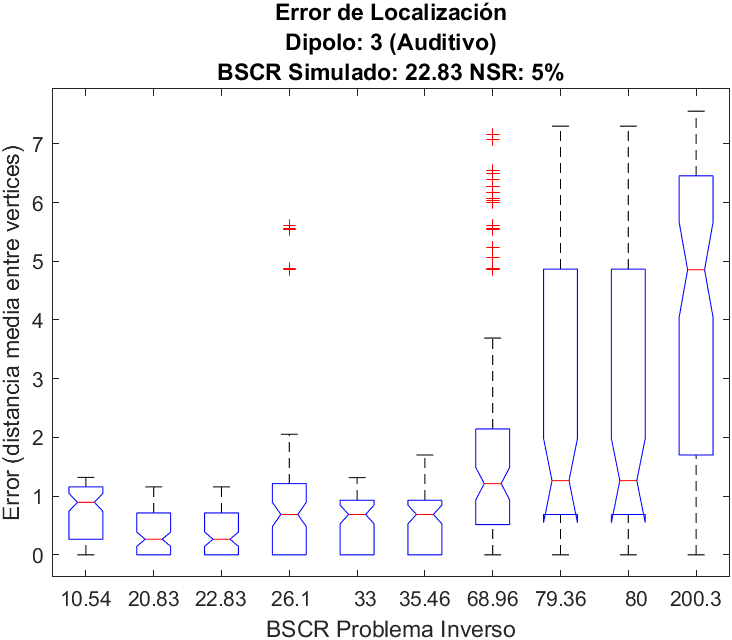 Error de Localización
Dipolo: 3 (Auditivo)
BSCR Simulado: 22.83 NSR: 5%
Error (distancia media entre vertices)
7
6
5
4
3
2
1
0
10.54 20.83 22.83 26.1 33 35.46 68.96 79.36 80 200.3
BSCR Problema Inverso